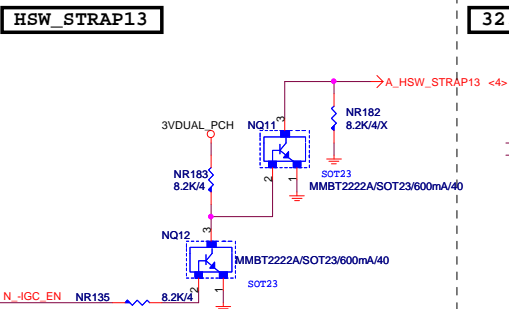 HSW_STRAP13
32
A_HSW_STRAP13 <4>
NR182
8.2K/4/X
3VDUAL_PCH
NQ11
3
2
1
SOT23
MMBT2222A/SOT23/600mA/40
NR183
8.2K/4
NQ12
3
MMBT2222A/SOT23/600mA/40
2
1
SOT23
N_-IGC_EN
NR135
8.2K/4